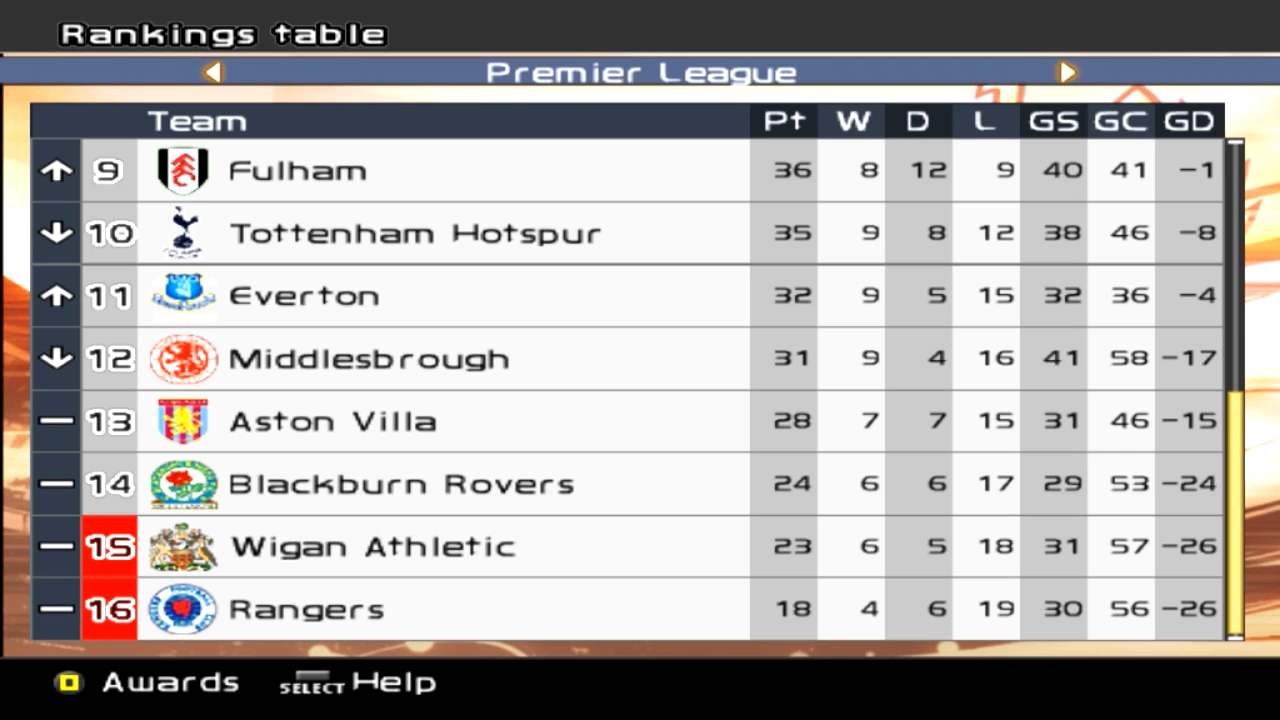 Rankings table
Premier League
Team Pt W D L GS GC GD
9 Fulham 36 8 12 9 40 41 -1
10 Tottenham Hotspur 35 9 8 12 38 46 -8
11 Everton 32 9 5 15 32 36 -4
12 Middlesbrough 31 9 4 16 41 58 -17
13 Aston Villa 28 7 7 15 31 46 -15
14 Blackburn Rovers 24 6 6 17 29 53 -24
15 Wigan Athletic 23 6 5 18 31 57 -26
16 Rangers 18 4 6 19 30 56 -26
Awards SELECT Help